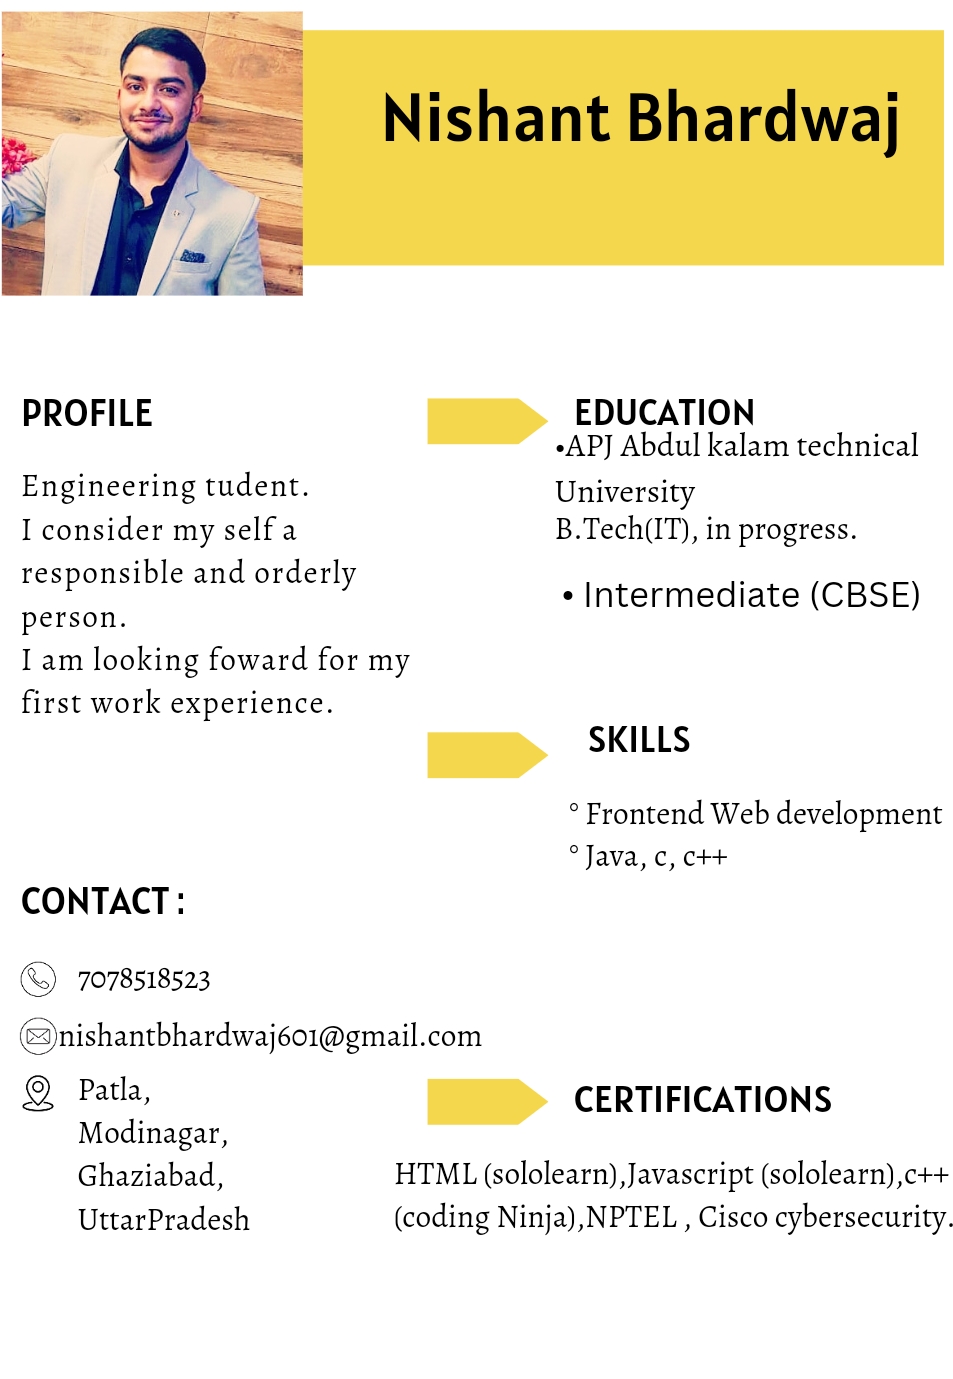 Nishant Bhardwaj
PROFILE
Engineering tudent.
I consider my self a
responsible and orderly
person.
I am looking foward for my
first work experience.
CONTACT :
7078518523
nishantbhardwaj601@gmail.com
Patla,
Modinagar,
Ghaziabad,
UttarPradesh
EDUCATION
•APJ Abdul kalam technical
University
B.Tech(IT), in progress.
• Intermediate (CBSE)
SKILLS
° Frontend Web development
° Java, c, c++
CERTIFICATIONS
HTML (sololearn),Javascript (sololearn),c++
(coding Ninja),NPTEL , Cisco cybersecurity.